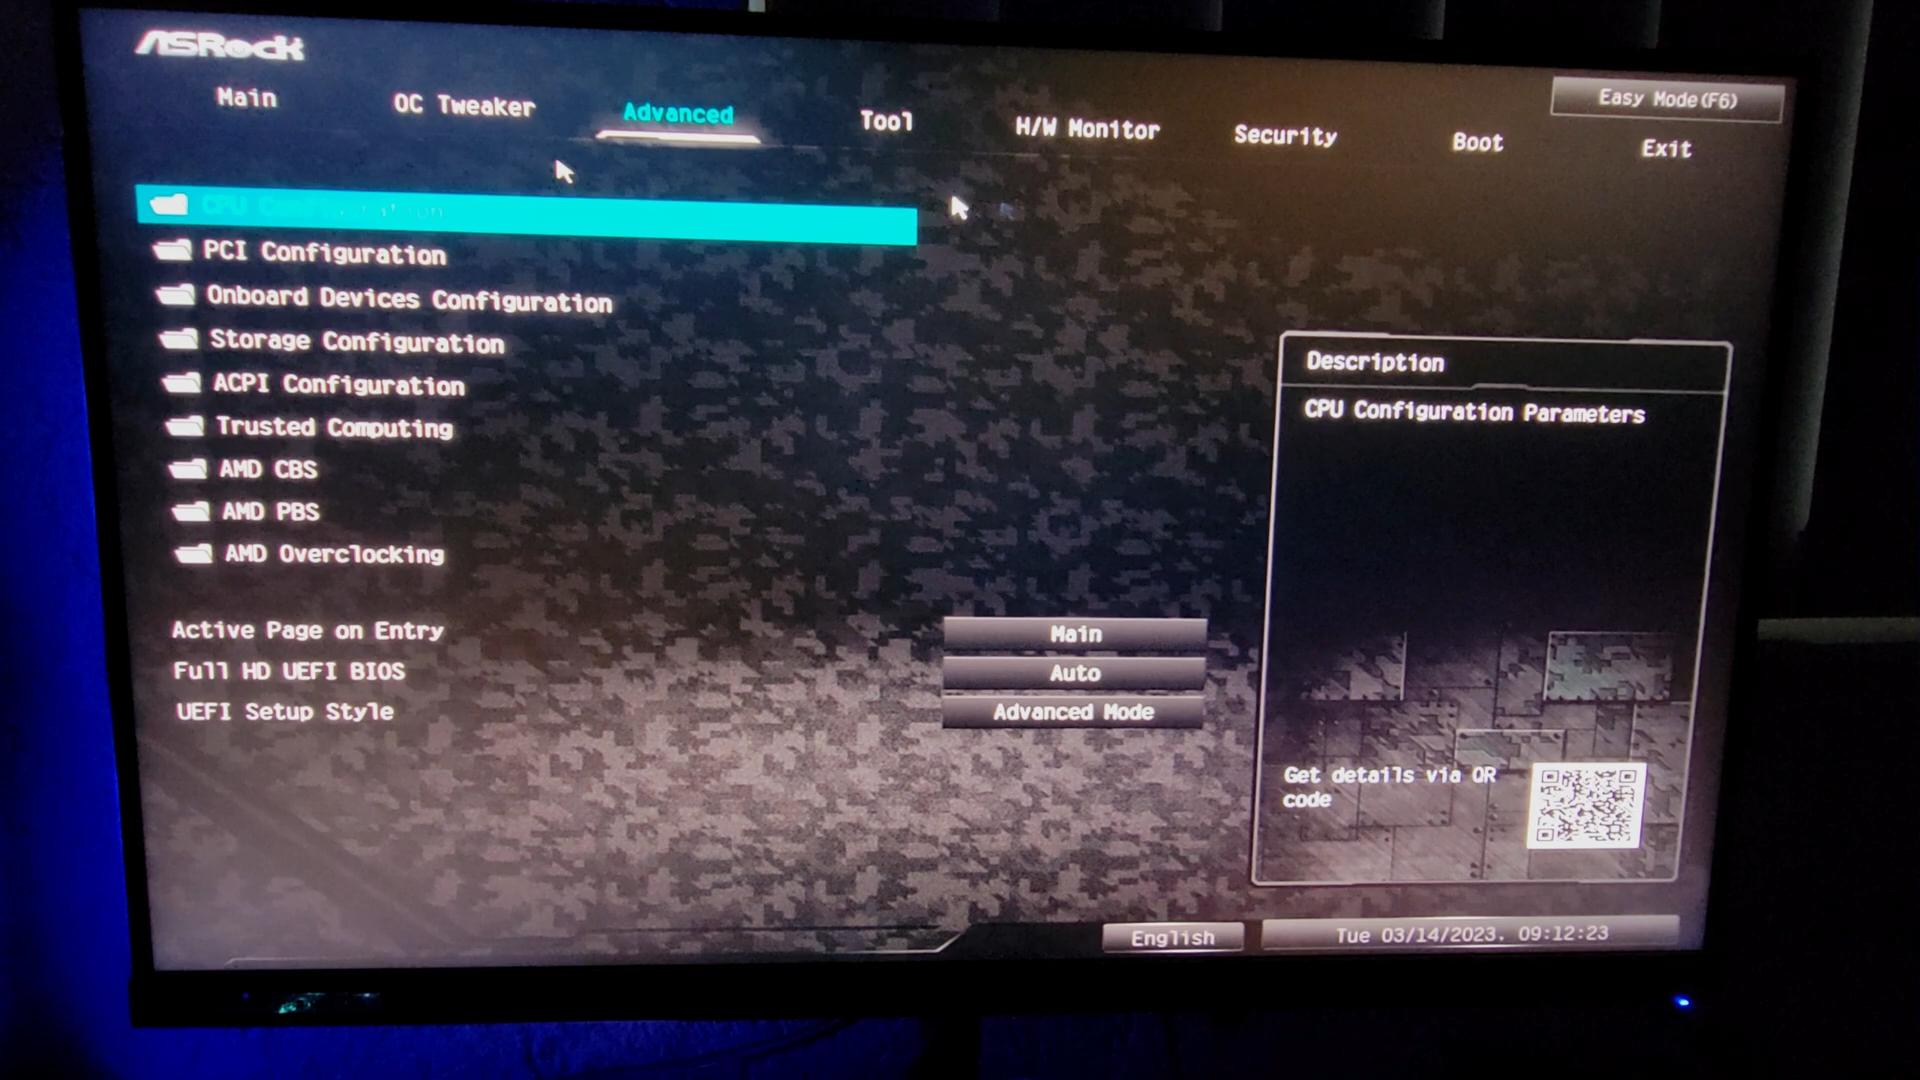 ASRock
Main
OC Tweaker
Advanced
Tool
H/W Monitor
Security
Boot
Exit
Easy Mode(F6)
CPU Configuration
PCI Configuration
Onboard Devices Configuration
Storage Configuration
ACPI Configuration
Trusted Computing
AMD CBS
AMD PBS
AMD Overclocking
Active Page on Entry Main
Full HD UEFI BIOS Auto
UEFI Setup Style Advanced Mode
Description
CPU Configuration Parameters
Get details via QR
code
English
Tue 03/14/2023, 09:12:23